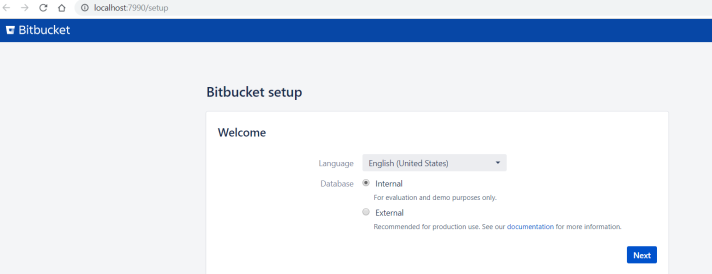 localhost:7990/setup
Bitbucket
Bitbucket setup
Welcome
Language English (United States)
Database Internal
For evaluation and demo purposes only.
External
Recommended for production use. See our documentation for more information.
Next